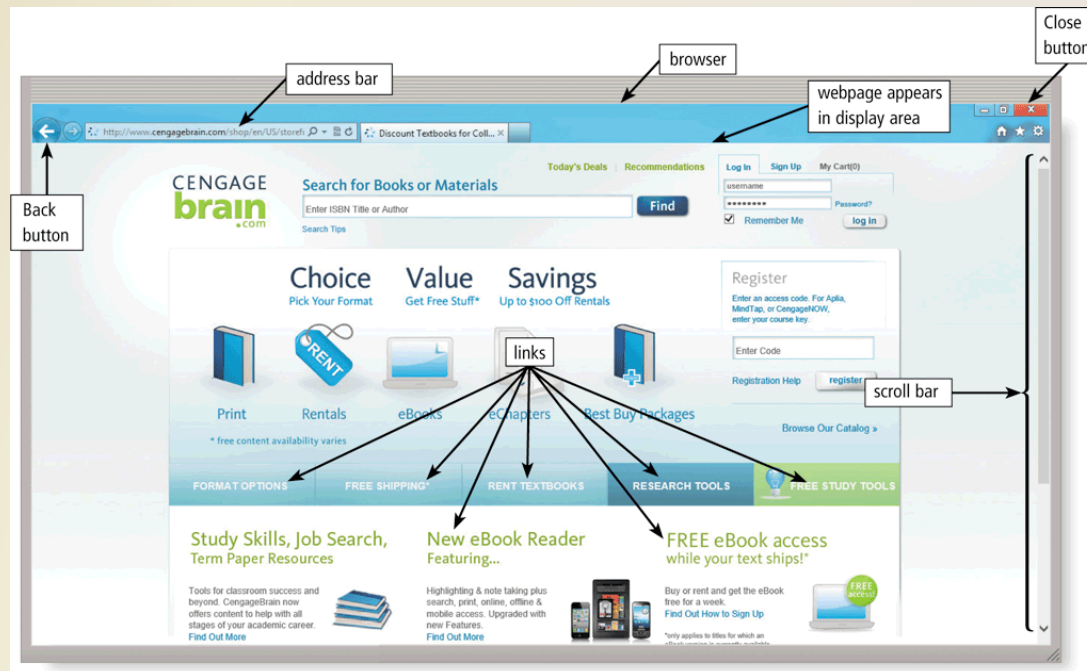 Close
button
browser
address bar
webpage appears
in display area
http://www.cengagebrain.com/shop/en/US/storef
Discount Textbooks for Coll...
Back
button
Today's Deals | Recommendations
Log In Sign Up My Cart(0)
CENGAGE
brain
.com
Search for Books or Materials
username
Enter ISBN Title or Author
Find
******** Password?
Search Tips
Remember Me
log in
Choice Value Savings
Pick Your Format Get Free Stuff* Up to $100 Off Rentals
Register
Enter an access code. For Aplia,
MindTap, or CengageNOW,
enter your course key.
RENT
links
Enter Code
Registration Help register
scroll bar
Print Rentals eBooks eChapters Best Buy Packages
Browse Our Catalog »
* free content availability varies
FORMAT OPTIONS FREE SHIPPING* RENT TEXTBOOKS RESEARCH TOOLS FREE STUDY TOOLS
Study Skills, Job Search,
Term Paper Resources
Tools for classroom success and
beyond. CengageBrain now
offers content to help with all
stages of your academic career.
Find Out More
New eBook Reader
Featuring...
Highlighting & note taking plus
search, print, online, offline &
mobile access. Upgraded with
new Features.
Find Out More
FREE eBook access
while your text ships!*
Buy or rent and get the eBook
free for a week.
Find Out How to Sign Up
FREE
access!
*only applies to titles for which an
eBook version is currently available